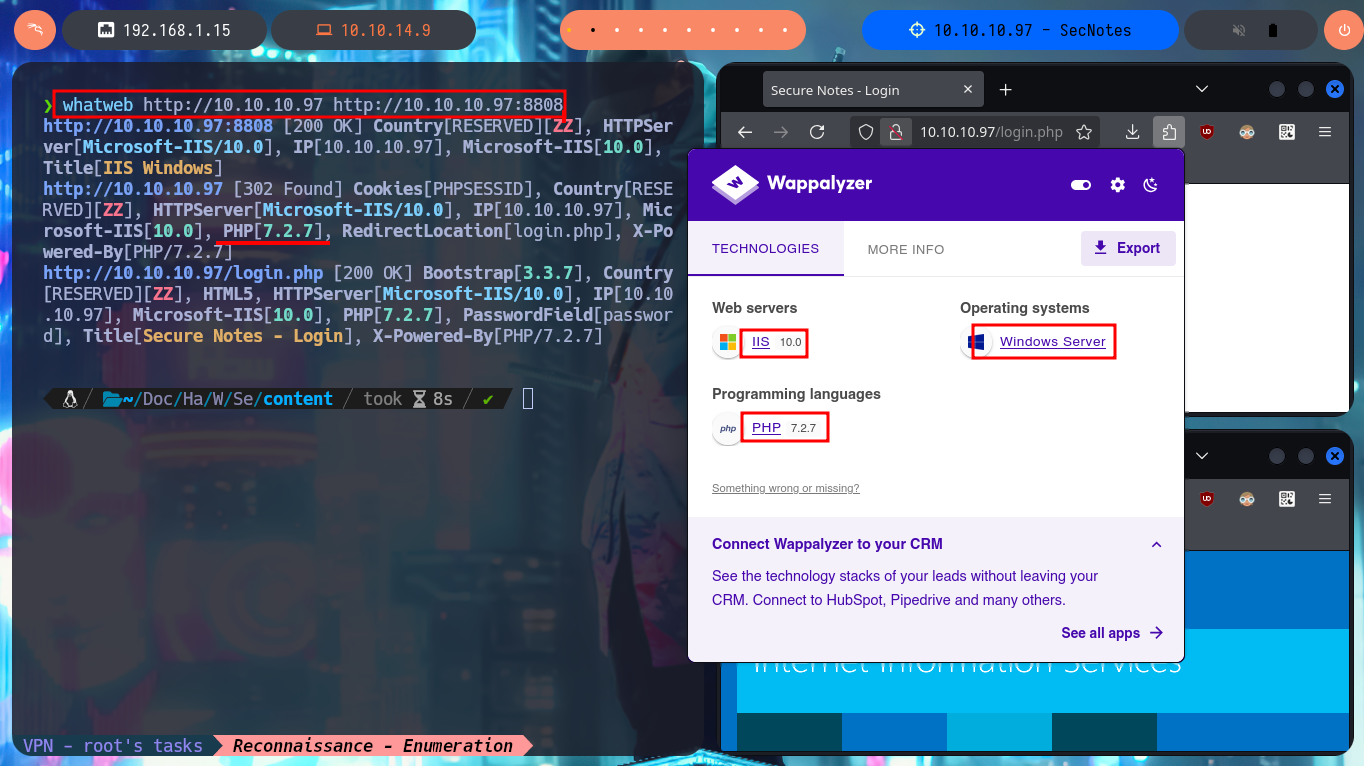 192.168.1.15
10.10.14.9
10.10.10.97 - SecNotes
❯ whatweb http://10.10.10.97 http://10.10.10.97:8808
http://10.10.10.97:8808 [200 OK] Country[RESERVED][ZZ], HTTPSer
ver[Microsoft-IIS/10.0], IP[10.10.10.97], Microsoft-IIS[10.0],
Title[IIS Windows]
http://10.10.10.97 [302 Found] Cookies[PHPSESSID], Country[RESE
RVED][ZZ], HTTPServer[Microsoft-IIS/10.0], IP[10.10.10.97], Mic
rosoft-IIS[10.0], PHP[7.2.7], RedirectLocation[login.php], X-Po
wered-By[PHP/7.2.7]
http://10.10.10.97/login.php [200 OK] Bootstrap[3.3.7], Country
[RESERVED][ZZ], HTML5, HTTPServer[Microsoft-IIS/10.0], IP[10.10
.10.97], Microsoft-IIS[10.0], PHP[7.2.7], PasswordField[passwor
d], Title[Secure Notes - Login], X-Powered-By[PHP/7.2.7]
~/Doc/Ha/W/Se/content / took 8s / ✔
VPN - root's tasks
Reconnaissance - Enumeration
Secure Notes - Login
10.10.10.97/login.php
Wappalyzer
TECHNOLOGIES
MORE INFO
Export
Web servers
IIS 10.0
Operating systems
Windows Server
Programming languages
php
PHP 7.2.7
Something wrong or missing?
Connect Wappalyzer to your CRM
See the technology stacks of your leads without leaving your
CRM. Connect to HubSpot, Pipedrive and many others.
See all apps
Internet Information Services